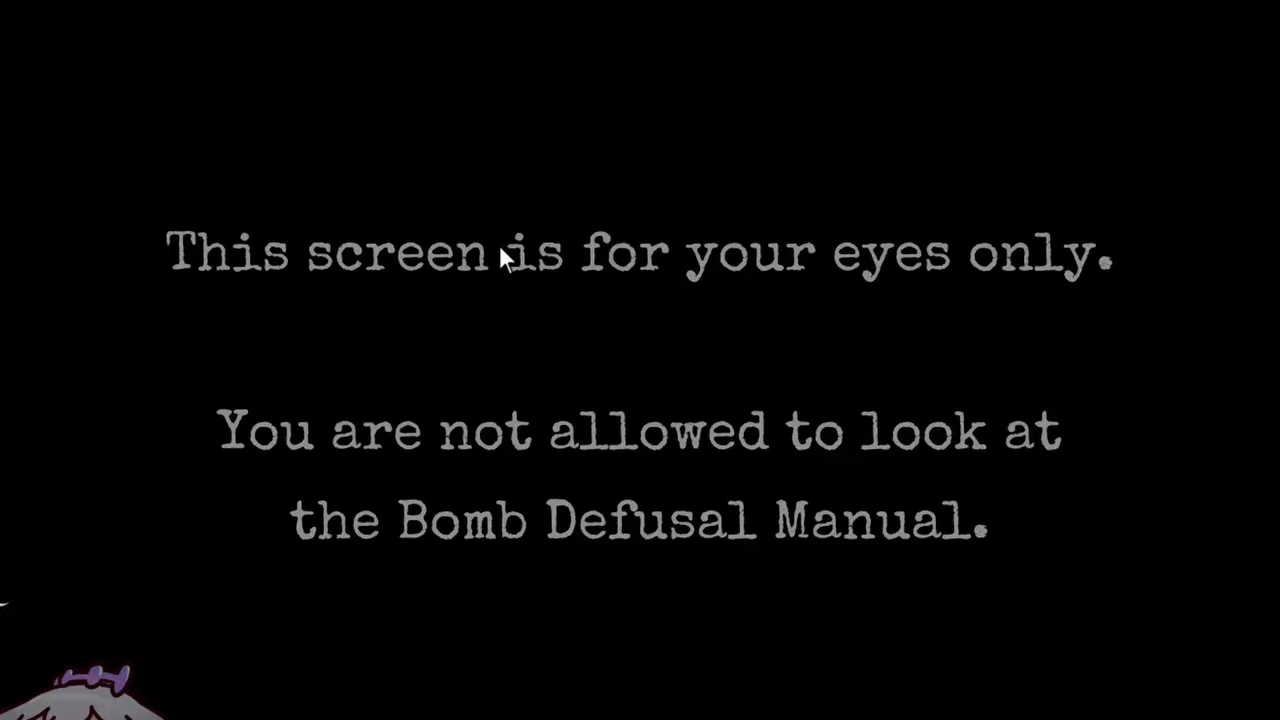 This screen is for your eyes only.
You are not allowed to look at
the Bomb Defusal Manual.